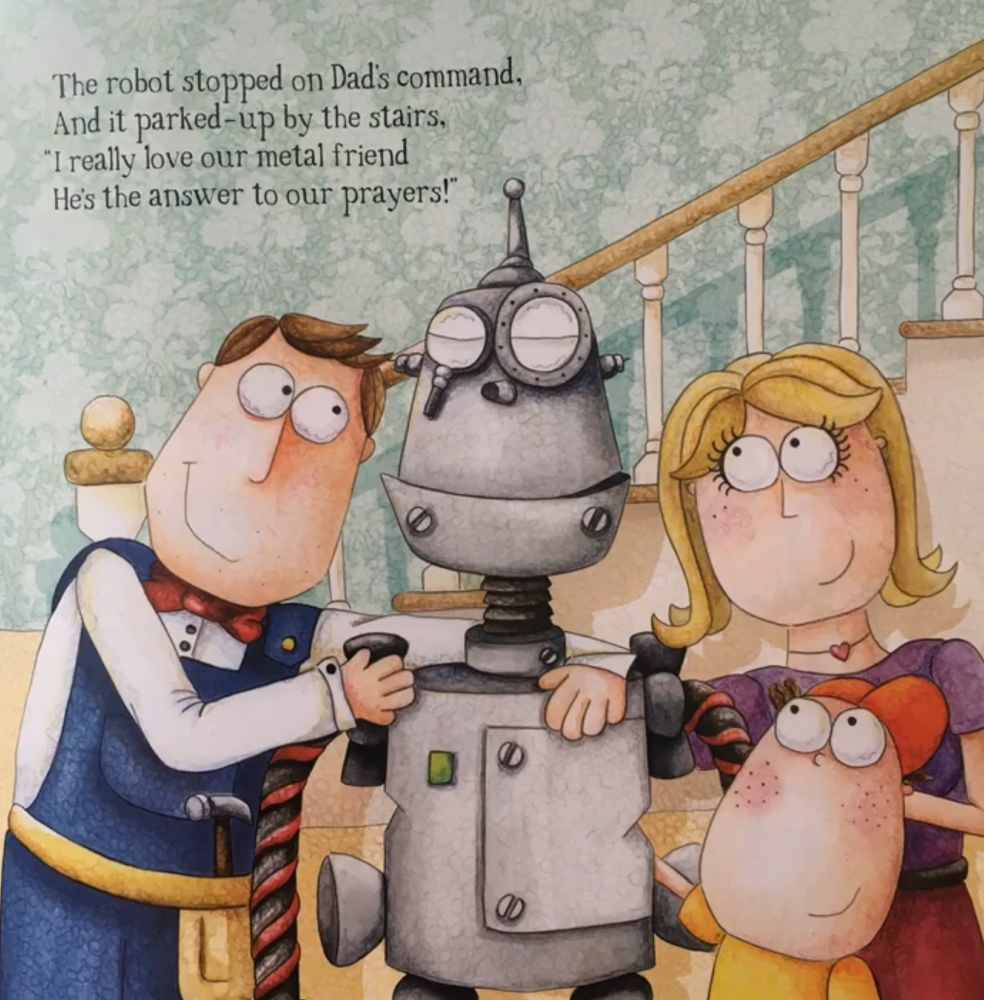 The robot stopped on Dad's command,
And it parked-up by the stairs,
"I really love our metal friend
He's the answer to our prayers!"